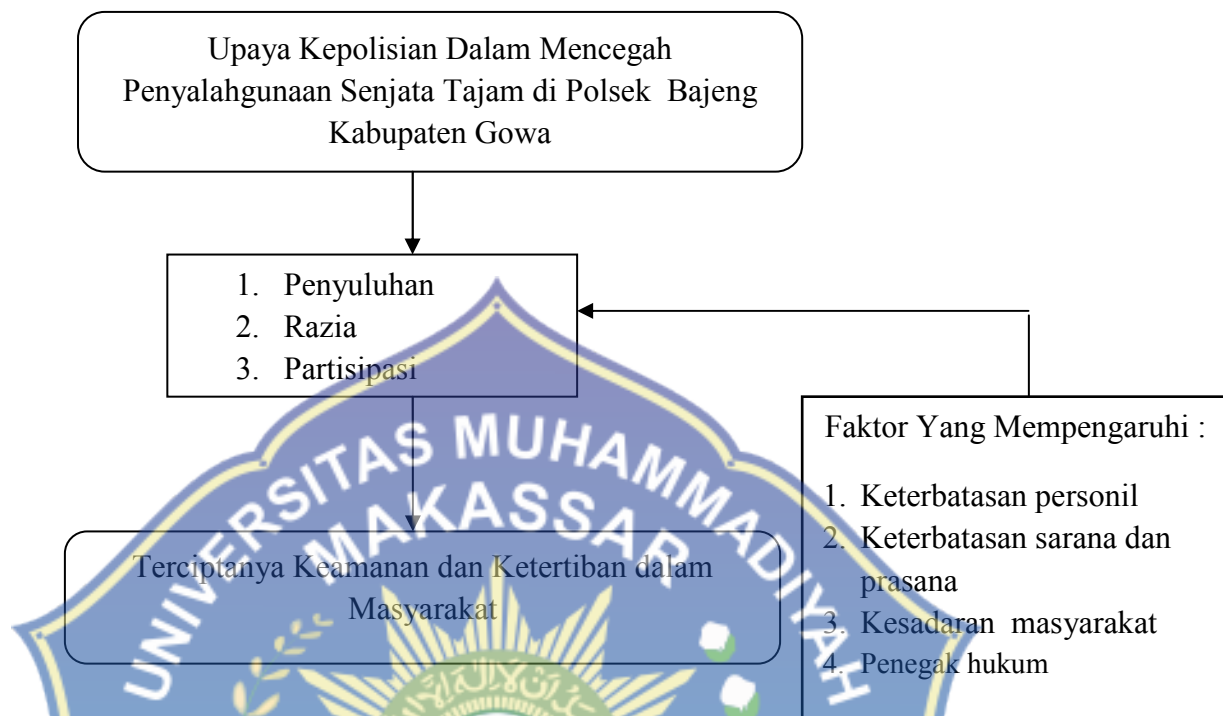 Upaya Kepolisian Dalam Mencegah
Penyalahgunaan Senjata Tajam di Polsek Bajeng
Kabupaten Gowa
1. Penyuluhan
2. Razia
3. Partisipasi
Faktor Yang Mempengaruhi :
1. Keterbatasan personil
2. Keterbatasan sarana dan
prasana
3. Kesadaran masyarakat
4. Penegak hukum
Terciptanya Keamanan dan Ketertiban dalam
Masyarakat
UNIVERSITAS MUHAMMADIYAH
MAKASSAR